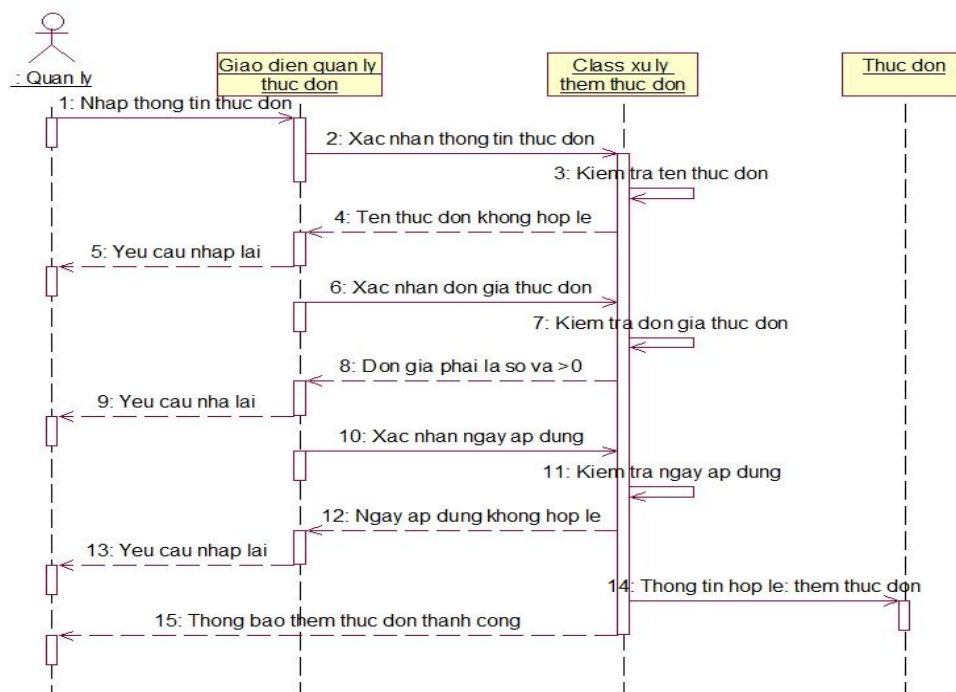 : Quan ly
Giao dien quan ly
thuc don
Class xu ly
them thuc don
Thuc don
1: Nhap thong tin thuc don
2: Xac nhan thong tin thuc don
3: Kiem tra ten thuc don
4: Ten thuc don khong hop le
5: Yeu cau nhap lai
6: Xac nhan don gia thuc don
7: Kiem tra don gia thuc don
8: Don gia phai la so va >0
9: Yeu cau nha lai
10: Xac nhan ngay ap dung
11: Kiem tra ngay ap dung
12: Ngay ap dung khong hop le
13: Yeu cau nhap lai
14: Thong tin hop le: them thuc don
15: Thong bao them thuc don thanh cong